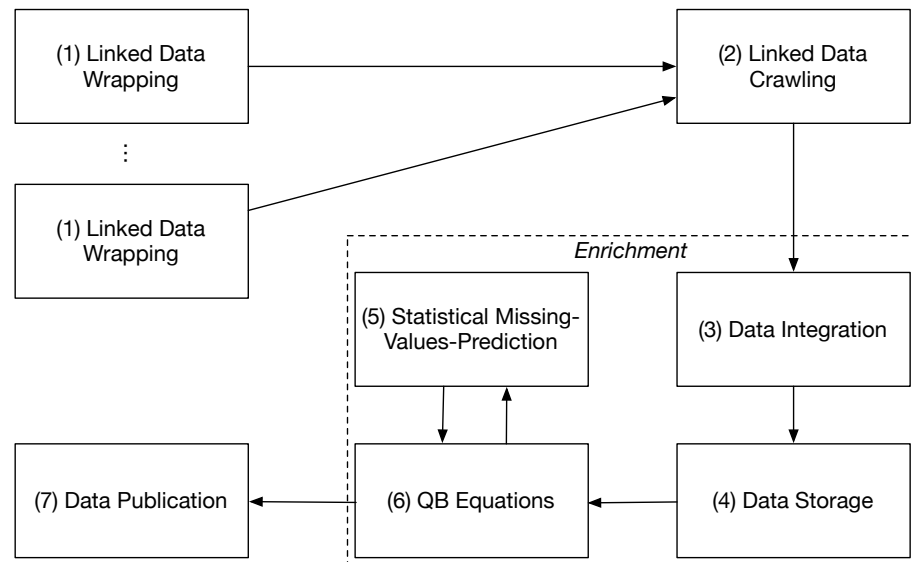 (1) Linked Data
Wrapping
(2) Linked Data
Crawling
⋮
(1) Linked Data
Wrapping
Enrichment
(5) Statistical Missing-
Values-Prediction
(3) Data Integration
(7) Data Publication
(6) QB Equations
(4) Data Storage